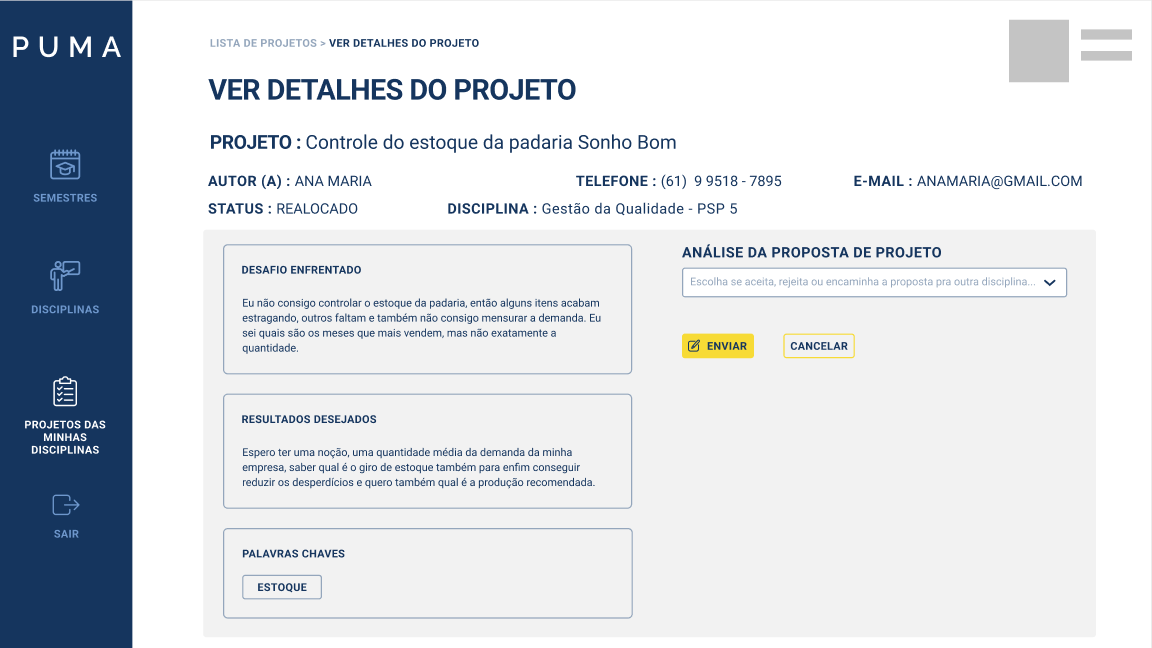 PUMA
SEMESTRES
DISCIPLINAS
PROJETOS DAS
MINHAS
DISCIPLINAS
SAIR
LISTA DE PROJETOS > VER DETALHES DO PROJETO
VER DETALHES DO PROJETO
PROJETO : Controle do estoque da padaria Sonho Bom
AUTOR (A) : ANA MARIA TELEFONE : (61) 9 9518 - 7895 E-MAIL : ANAMARIA@GMAIL.COM
STATUS : REALOCADO DISCIPLINA : Gestão da Qualidade - PSP 5
DESAFIO ENFRENTADO
Eu não consigo controlar o estoque da padaria, então alguns itens acabam
estragando, outros faltam e também não consigo mensurar a demanda. Eu
sei quais são os meses que mais vendem, mas não exatamente a
quantidade.
RESULTADOS DESEJADOS
Espero ter uma noção, uma quantidade média da demanda da minha
empresa, saber qual é o giro de estoque também para enfim conseguir
reduzir os desperdícios e quero também qual é a produção recomendada.
PALAVRAS CHAVES
ESTOQUE
ANÁLISE DA PROPOSTA DE PROJETO
Escolha se aceita, rejeita ou encaminha a proposta pra outra disciplina...
ENVIAR CANCELAR